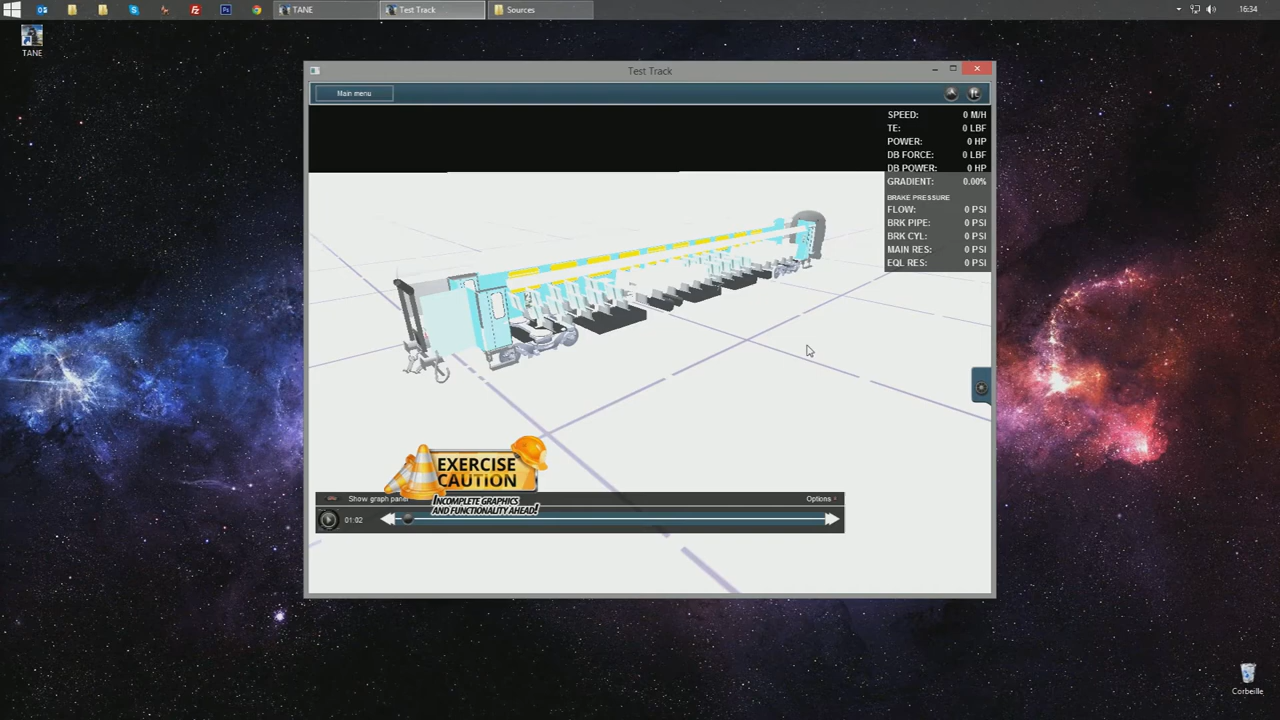 TANE
Test Track
Sources
16:34
TANE
Test Track
Main menu
SPEED: 0 M/H
TE: 0 LBF
POWER: 0 HP
DB FORCE: 0 LBF
DB POWER: 0 HP
GRADIENT: 0.00%
BRAKE PRESSURE
FLOW: 0 PSI
BRK PIPE: 0 PSI
BRK CYL: 0 PSI
MAIN RES: 0 PSI
EQL RES: 0 PSI
EXERCISE
CAUTION
INCOMPLETE GRAPHICS
AND FUNCTIONALITY AHEAD!
Show graph panel
Options
01:02
Corbeille